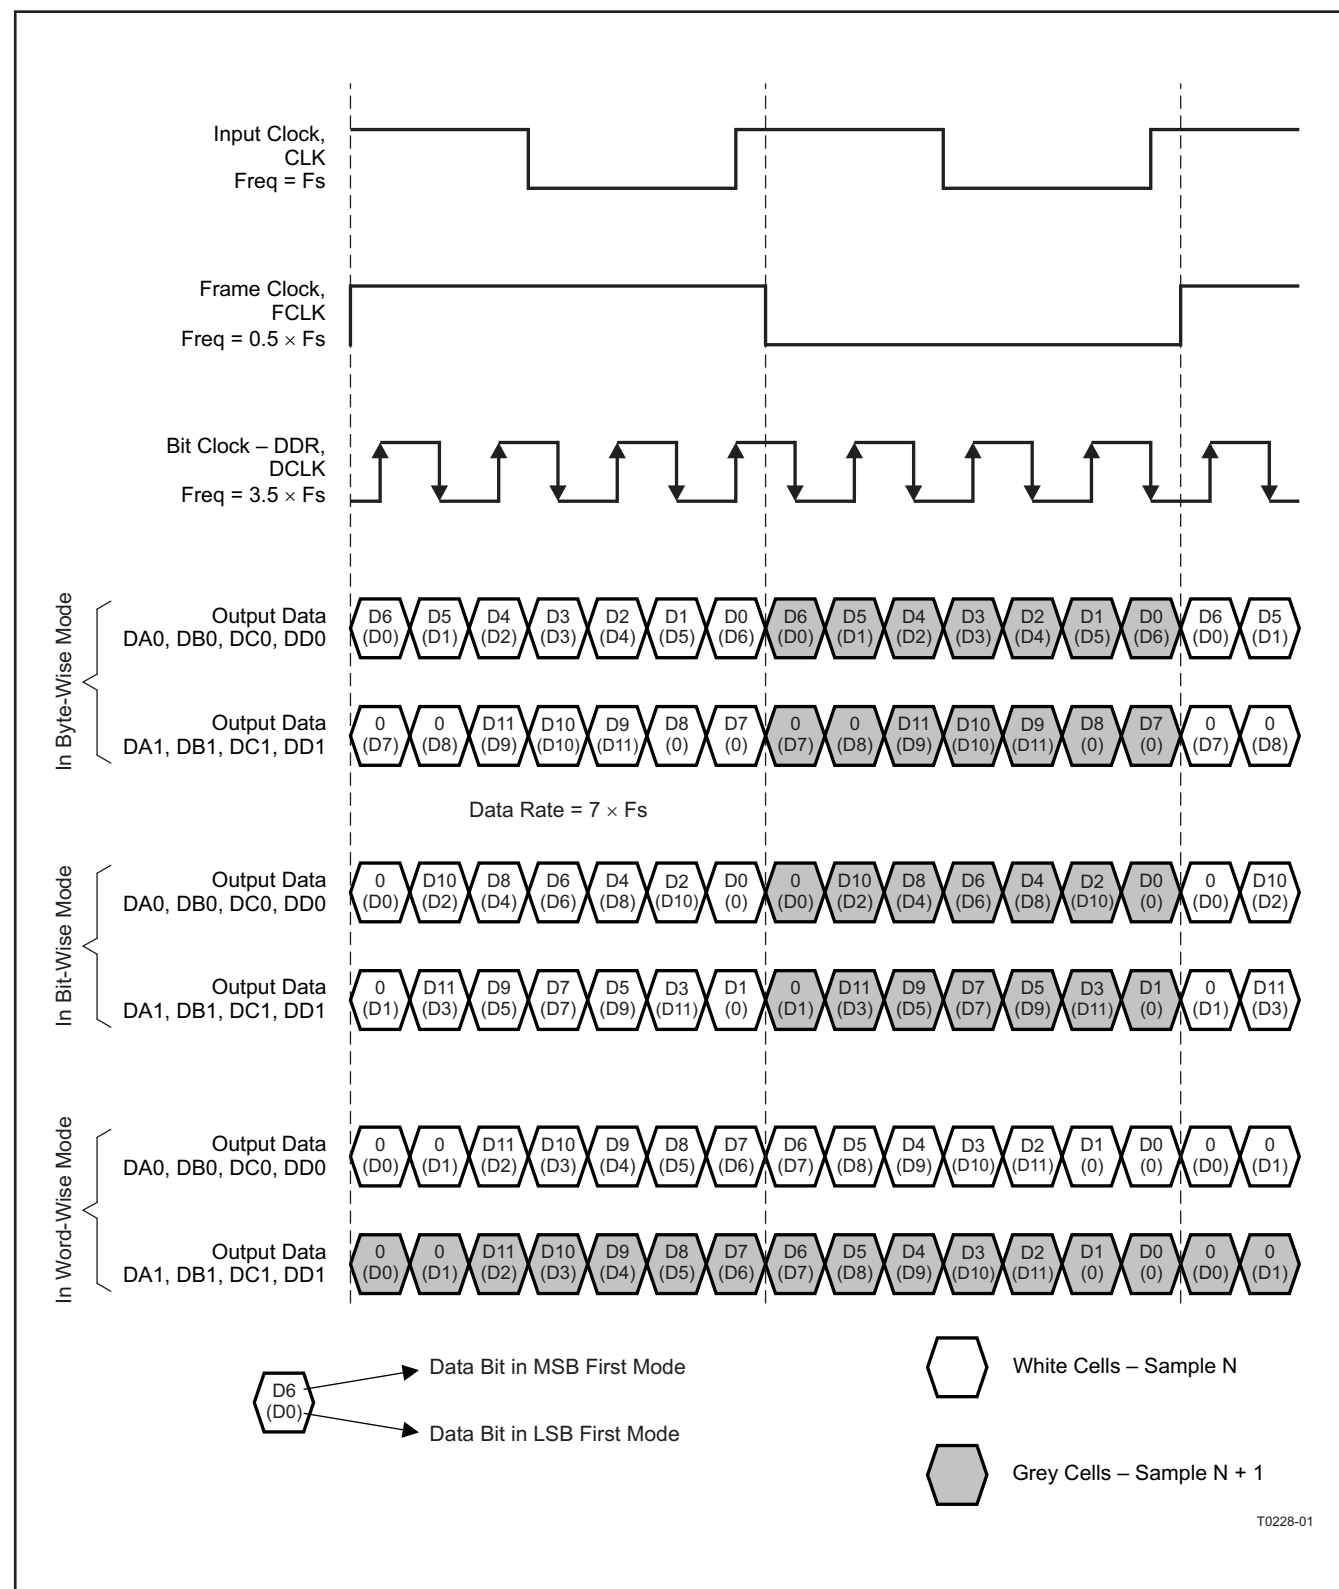 Input Clock,
CLK
Freq = Fs
Frame Clock,
FCLK
Freq = 0.5 × Fs
Bit Clock – DDR,
DCLK
Freq = 3.5 × Fs
In Byte-Wise Mode
Output Data
DA0, DB0, DC0, DD0
D6 D5 D4 D3 D2 D1 D0 D6 D5 D4 D3 D2 D1 D0 D6 D5
(D0) (D1) (D2) (D3) (D4) (D5) (D6) (D0) (D1) (D2) (D3) (D4) (D5) (D6) (D0) (D1)
Output Data
DA1, DB1, DC1, DD1
0 0 D11 D10 D9 D8 D7 0 0 D11 D10 D9 D8 D7 0 0
(D7) (D8) (D9) (D10) (D11) (0) (0) (D7) (D8) (D9) (D10) (D11) (0) (0) (D7) (D8)
Data Rate = 7 × Fs
In Bit-Wise Mode
Output Data
DA0, DB0, DC0, DD0
0 D10 D8 D6 D4 D2 D0 0 D10 D8 D6 D4 D2 D0 0 D10
(D0) (D2) (D4) (D6) (D8) (D10) (0) (D0) (D2) (D4) (D6) (D8) (D10) (0) (D0) (D2)
Output Data
DA1, DB1, DC1, DD1
0 D11 D9 D7 D5 D3 D1 0 D11 D9 D7 D5 D3 D1 0 D11
(D1) (D3) (D5) (D7) (D9) (D11) (0) (D1) (D3) (D5) (D7) (D9) (D11) (0) (D1) (D3)
In Word-Wise Mode
Output Data
DA0, DB0, DC0, DD0
0 0 D11 D10 D9 D8 D7 D6 D5 D4 D3 D2 D1 D0 0 0
(D0) (D1) (D2) (D3) (D4) (D5) (D6) (D7) (D8) (D9) (D10) (D11) (0) (0) (D0) (D1)
Output Data
DA1, DB1, DC1, DD1
0 0 D11 D10 D9 D8 D7 D6 D5 D4 D3 D2 D1 D0 0 0
(D0) (D1) (D2) (D3) (D4) (D5) (D6) (D7) (D8) (D9) (D10) (D11) (0) (0) (D0) (D1)
D6
(D0)
Data Bit in MSB First Mode
Data Bit in LSB First Mode
White Cells – Sample N
Grey Cells – Sample N + 1
T0228-01